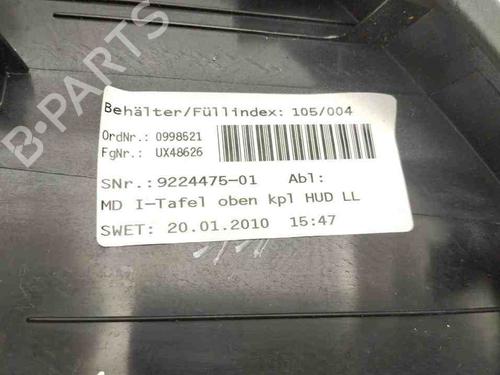 Behälter/Füllindex: 105/004
OrdNr.: 0998521
FgNr.: UX48626
SNr.: 9224475-01 Abl:
MD I-Tafel oben kpl HUD LL
SWET: 20.01.2010 15:47
B-PARTS